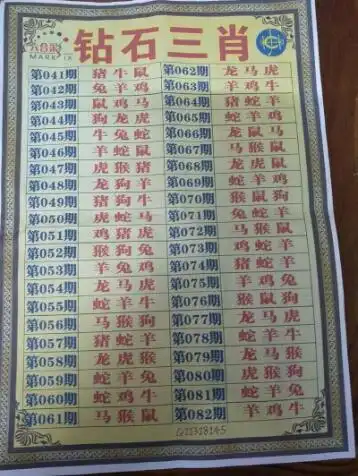 六合彩
MARK IX
钻石三肖
第041期 猪牛鼠 第062期 龙马虎
第042期 兔羊鸡 第063期 羊鸡牛
第043期 鼠鸡马 第064期 猪蛇羊
第044期 狗龙虎 第065期 蛇羊鸡
第045期 牛兔蛇 第066期 龙鼠马
第046期 羊蛇鼠 第067期 马猴鼠
第047期 虎猴猪 第068期 龙虎鼠
第048期 龙狗羊 第069期 蛇羊鸡
第049期 猪狗牛 第070期 猴鼠狗
第050期 虎蛇马 第071期 兔蛇羊
第051期 鸡猪虎 第072期 马猴鼠
第052期 猴狗兔 第073期 鸡蛇羊
第053期 羊兔鸡 第074期 猪蛇羊
第054期 龙马虎 第075期 羊鸡兔
第055期 蛇羊牛 第076期 猴鼠狗
第056期 马猴狗 第077期 龙马虎
第057期 猪蛇羊 第078期 蛇羊牛
第058期 龙虎猴 第079期 龙马鼠
第059期 蛇羊兔 第080期 虎猴狗
第060期 蛇鸡牛 第081期 蛇羊兔
第061期 马猴鼠 第082期 羊鸡牛